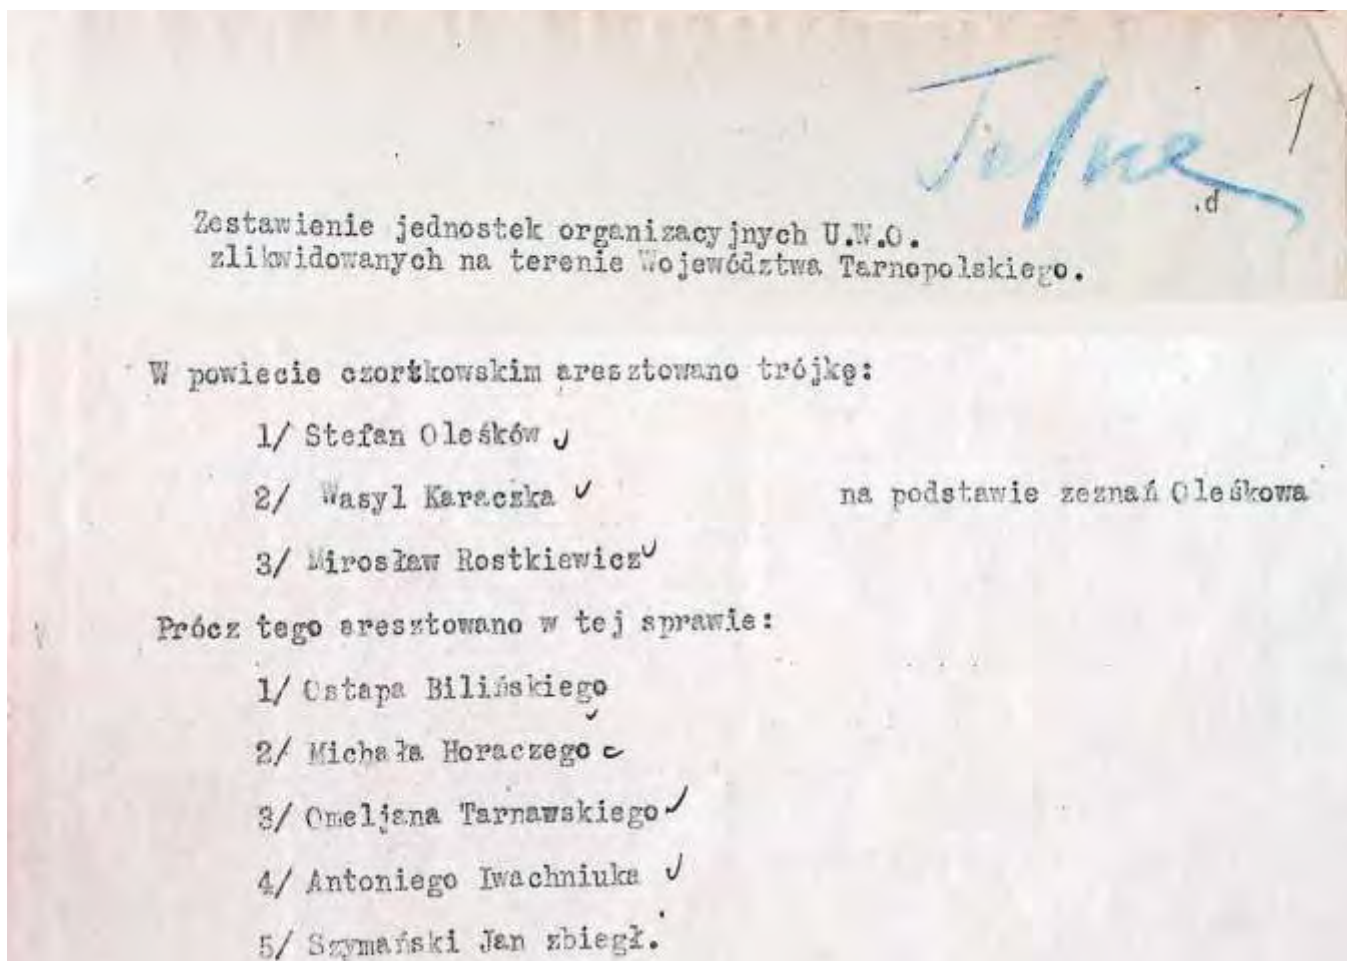 Tajne
1
.d
Zestawienie jednostek organizacyjnych U.W.O.
zlikwidowanych na terenie Województwa Tarnopolskiego.
W powiecie czortkowskim aresztowano trójkę:
1/ Stefan Oleśków
2/ Wasyl Karaczka na podstawie zeznań Oleśkowa
3/ Mirosław Rostkiewicz
Prócz tego aresztowano w tej sprawie:
1/ Ostapa Bilińskiego
2/ Michała Horaczego
3/ Omeljana Tarnawskiego
4/ Antoniego Iwachniuka
5/ Szymański Jan zbiegł.